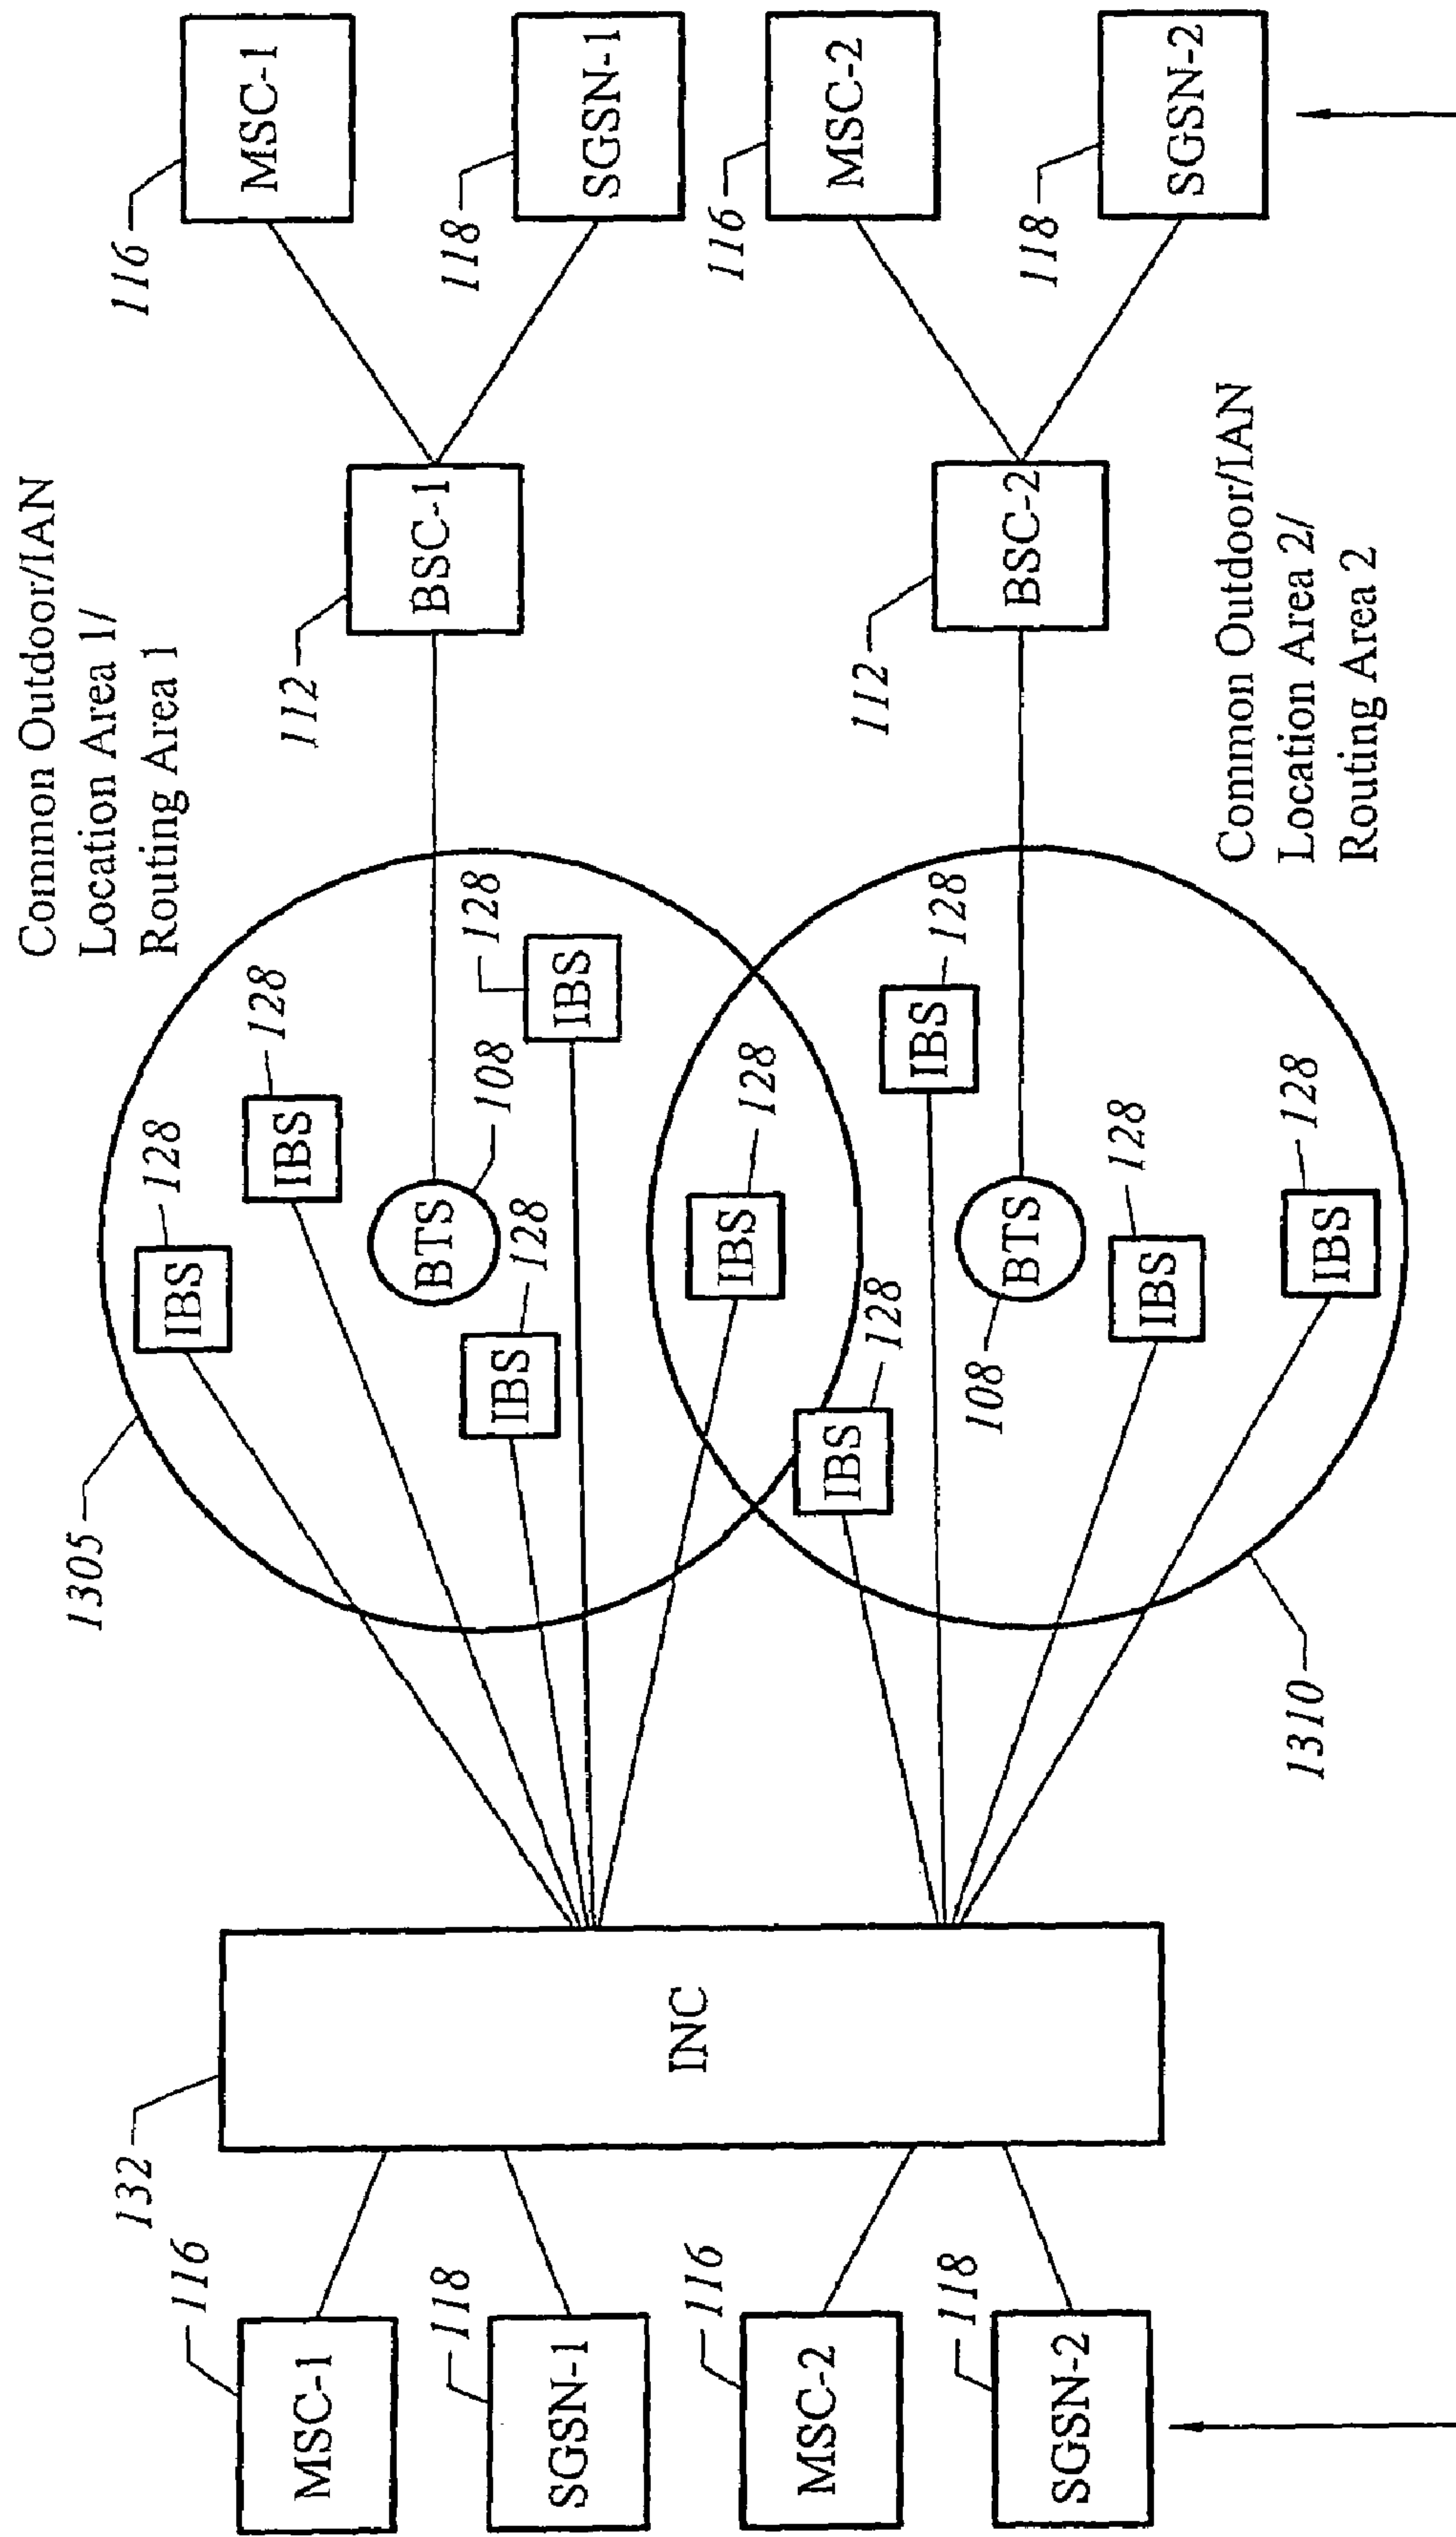 Common Outdoor/IAN
Location Area 1/
Routing Area 1
1305
132
116
128
128
116
MSC-1
IBS
IBS
112
MSC-1
118
BTS
108
128
BSC-1
118
SGSN-1
IBS
128
IBS
SGSN-1
INC
116
IBS
128
116
MSC-2
IBS
128
112
MSC-2
118
IBS
128
108
BTS
BSC-2
118
SGSN-2
IBS
128
SGSN-2
1310
IBS
128
Common Outdoor/IAN
Location Area 2/
Routing Area 2